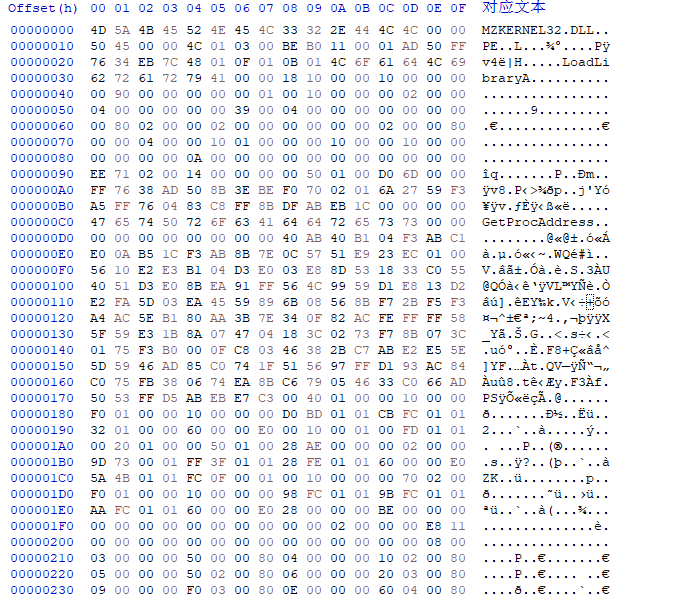 Offset(h) 00 01 02 03 04 05 06 07 08 09 0A 0B 0C 0D 0E 0F 对应文本
00000000 4D 5A 4B 45 52 4E 45 4C 33 32 2E 44 4C 4C 00 00 MZKERNEL32.DLL..
00000010 50 45 00 00 4C 01 03 00 BE B0 11 00 01 AD 50 FF PE..L...¾°....Pÿ
00000020 76 34 EB 7C 48 01 0F 01 0B 01 4C 6F 61 64 4C 69 v4ë|H.....LoadLi
00000030 62 72 61 72 79 41 00 00 18 10 00 00 10 00 00 00 braryA..........
00000040 00 90 00 00 00 00 01 00 00 10 00 00 00 02 00 00 ................
00000050 04 00 00 00 00 00 39 00 04 00 00 00 00 00 00 00 ......9.........
00000060 00 80 02 00 00 02 00 00 00 00 00 00 02 00 00 80 .€.............€
00000070 00 00 04 00 00 10 01 00 00 00 10 00 00 10 00 00 ................
00000080 00 00 00 00 0A 00 00 00 00 00 00 00 00 00 00 00 ................
00000090 EE 71 02 00 14 00 00 00 00 50 01 00 D0 6D 00 00 îq.......P..Ðm..
000000A0 FF 76 38 AD 50 8B 3E BE F0 70 02 01 6A 27 59 F3 ÿv8.P‹>¾ðp..j'Yó
000000B0 A5 FF 76 04 83 C8 FF 8B DF AB EB 1C 00 00 00 00 ¥ÿv.ƒÈÿ‹ß«ë.....
000000C0 47 65 74 50 72 6F 63 41 64 64 72 65 73 73 00 00 GetProcAddress..
000000D0 00 00 00 00 00 00 00 00 40 AB 40 B1 04 F3 AB C1 ........@«@±.ó«Á
000000E0 E0 0A B5 1C F3 AB 8B 7E 0C 57 51 E9 23 EC 01 00 à.µ.ó«‹~.WQé#ì..
000000F0 56 10 E2 E3 B1 04 D3 E0 03 E8 8D 53 18 33 C0 55 V.âã±.Óà.è.S.3ÀU
00000100 40 51 D3 E0 8B EA 91 FF 56 4C 99 59 D1 E8 13 D2 @QÓà‹ê‘ÿVL™YÑè.Ò
00000110 E2 FA 5D 03 EA 45 59 89 6B 08 56 8B F7 2B F5 F3 âú].êEY‰k.V‹÷+õó
00000120 A4 AC 5E B1 80 AA 3B 7E 34 0F 82 AC FE FF FF 58 ¤¬^±€ª;~4.‚¬þÿÿX
00000130 5F 59 E3 1B 8A 07 47 04 18 3C 02 73 F7 8B 07 3C _Yã.Š.G..<.s÷‹.<
00000140 01 75 F3 B0 00 0F C8 03 46 38 2B C7 AB E2 E5 5E .uó°..È.F8+Ç«âå^
00000150 5D 59 46 AD 85 C0 74 1F 51 56 97 FF D1 93 AC 84 ]YF.…Àt.QV—ÿÑ“¬„
00000160 C0 75 FB 38 06 74 EA 8B C6 79 05 46 33 C0 66 AD Àuû8.tê‹Æy.F3Àf.
00000170 50 53 FF D5 AB EB E7 C3 00 40 01 00 00 10 00 00 PSÿÕ«ëçÃ.@......
00000180 F0 01 00 00 10 00 00 00 D0 BD 01 01 CB FC 01 01 ð.......Ð½..Ëü..
00000190 32 01 00 00 60 00 00 E0 00 10 00 01 00 FD 01 01 2...`..à.....ý..
000001A0 00 20 01 00 00 50 01 00 28 AE 00 00 00 02 00 00 . ...P..(®......
000001B0 9D 73 00 01 FF 3F 01 01 28 FE 01 01 60 00 00 E0 .s..ÿ?..(þ..`..à
000001C0 5A 4B 01 01 FC 0F 00 01 00 10 00 00 00 70 02 00 ZK..ü........p..
000001D0 F0 01 00 00 10 00 00 00 98 FC 01 01 9B FC 01 01 ð.......˜ü..›ü..
000001E0 AA FC 01 01 60 00 00 E0 28 00 00 00 BE 00 00 00 ªü..`..à(...¾...
000001F0 00 00 00 00 00 00 00 00 00 02 00 00 00 00 E8 11 ..............è.
00000200 00 00 00 00 00 00 00 00 00 00 00 00 00 00 08 00 ................
00000210 03 00 00 00 50 00 00 80 04 00 00 00 10 02 00 80 ....P..€.......€
00000220 05 00 00 00 50 02 00 80 06 00 00 00 20 03 00 80 ....P..€.... ..€
00000230 09 00 00 00 F0 03 00 80 0E 00 00 00 60 04 00 80 ....ð..€....`..€